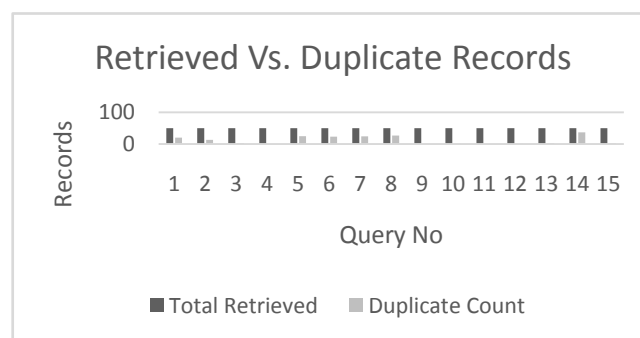 Retrieved Vs. Duplicate Records
100
0
Records
1 2 3 4 5 6 7 8 9 10 11 12 13 14 15
Query No
Total Retrieved Duplicate Count